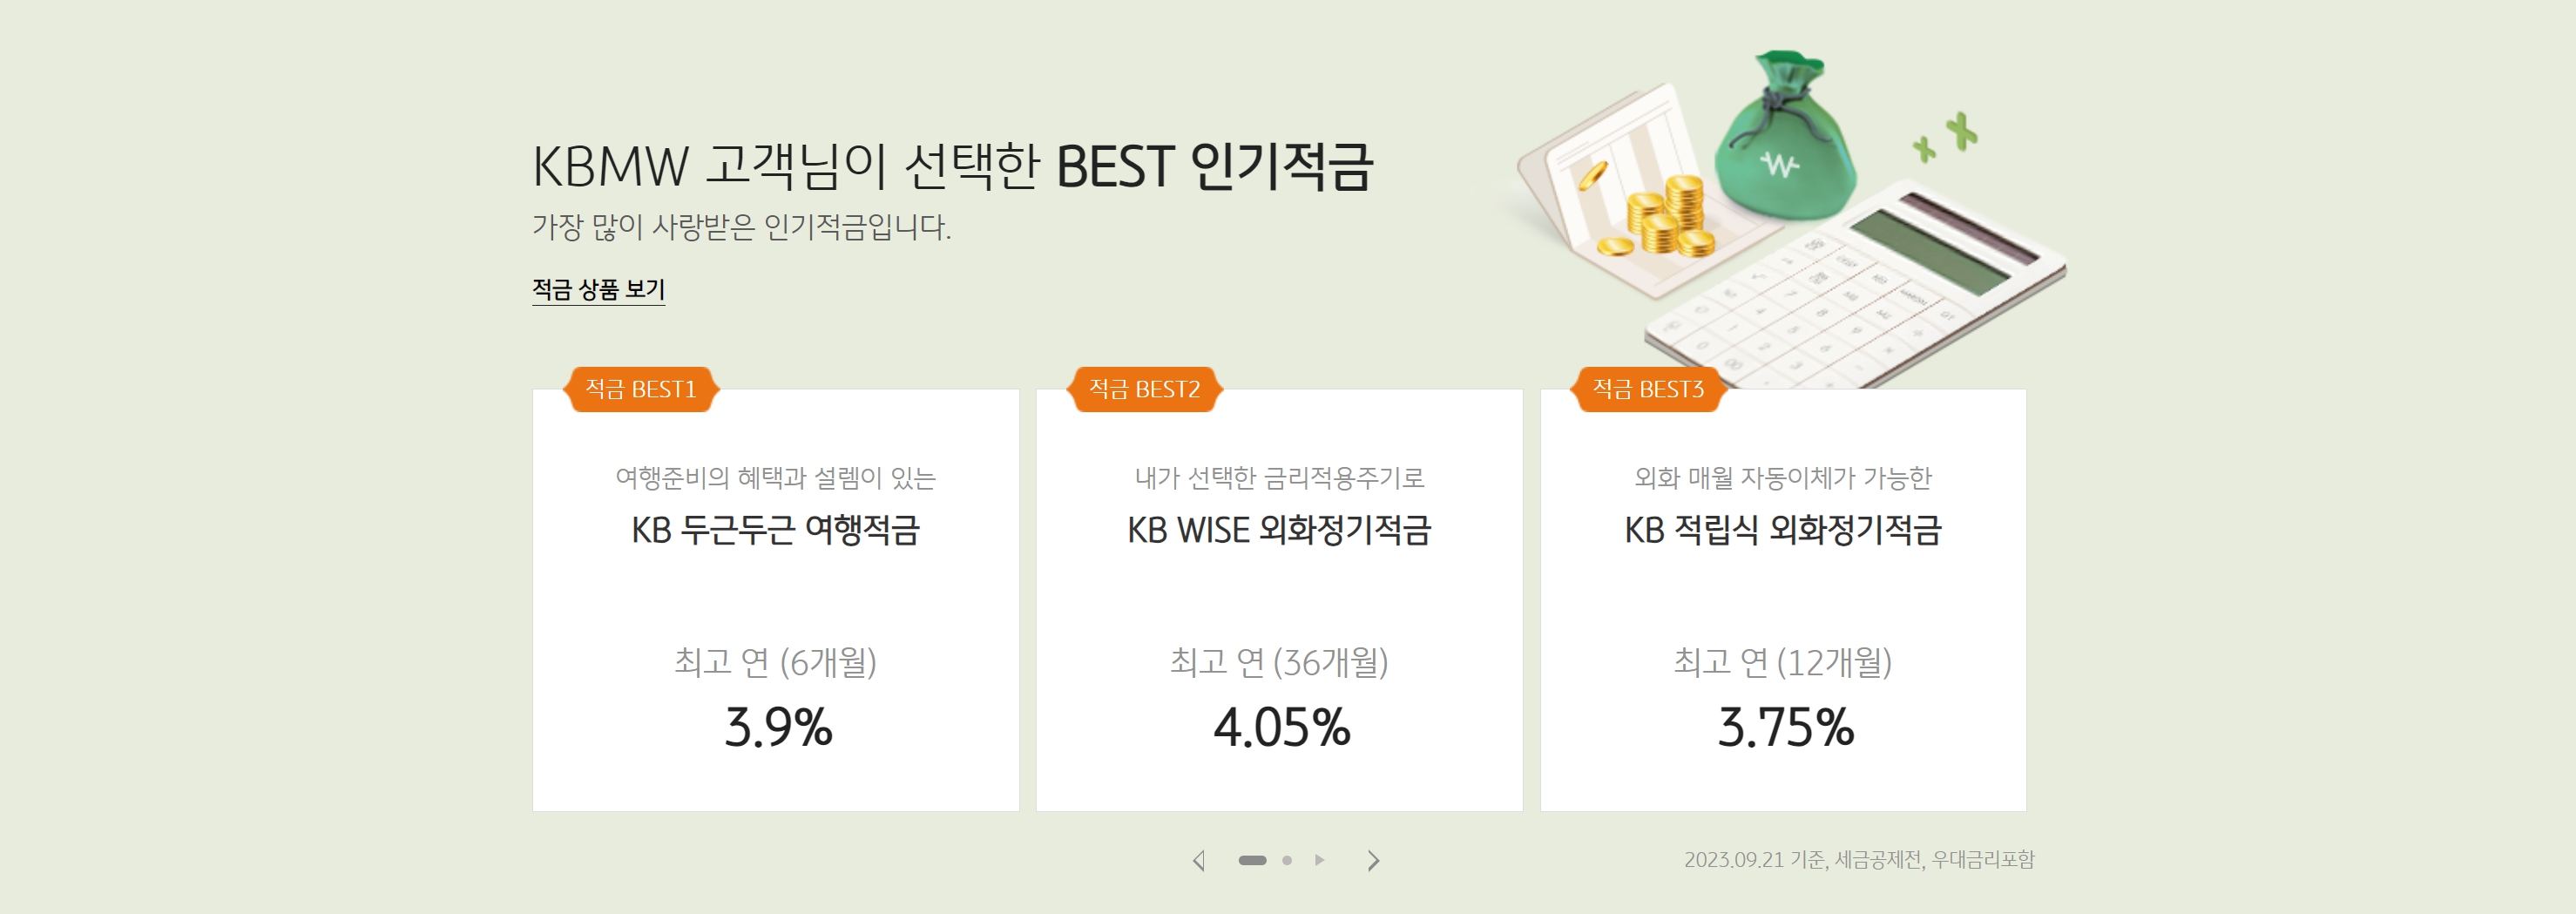 KBMW 고객님이 선택한 BEST 인기적금
가장 많이 사랑받은 인기적금입니다.
적금 상품 보기
적금 BEST1
여행준비의 혜택과 설렘이 있는
KB 두근두근 여행적금
최고 연 (6개월)
3.9%
적금 BEST2
내가 선택한 금리적용주기로
KB WISE 외화정기적금
최고 연 (36개월)
4.05%
적금 BEST3
외화 매월 자동이체가 가능한
KB 적립식 외화정기적금
최고 연 (12개월)
3.75%
2023.09.21 기준, 세금공제전, 우대금리포함